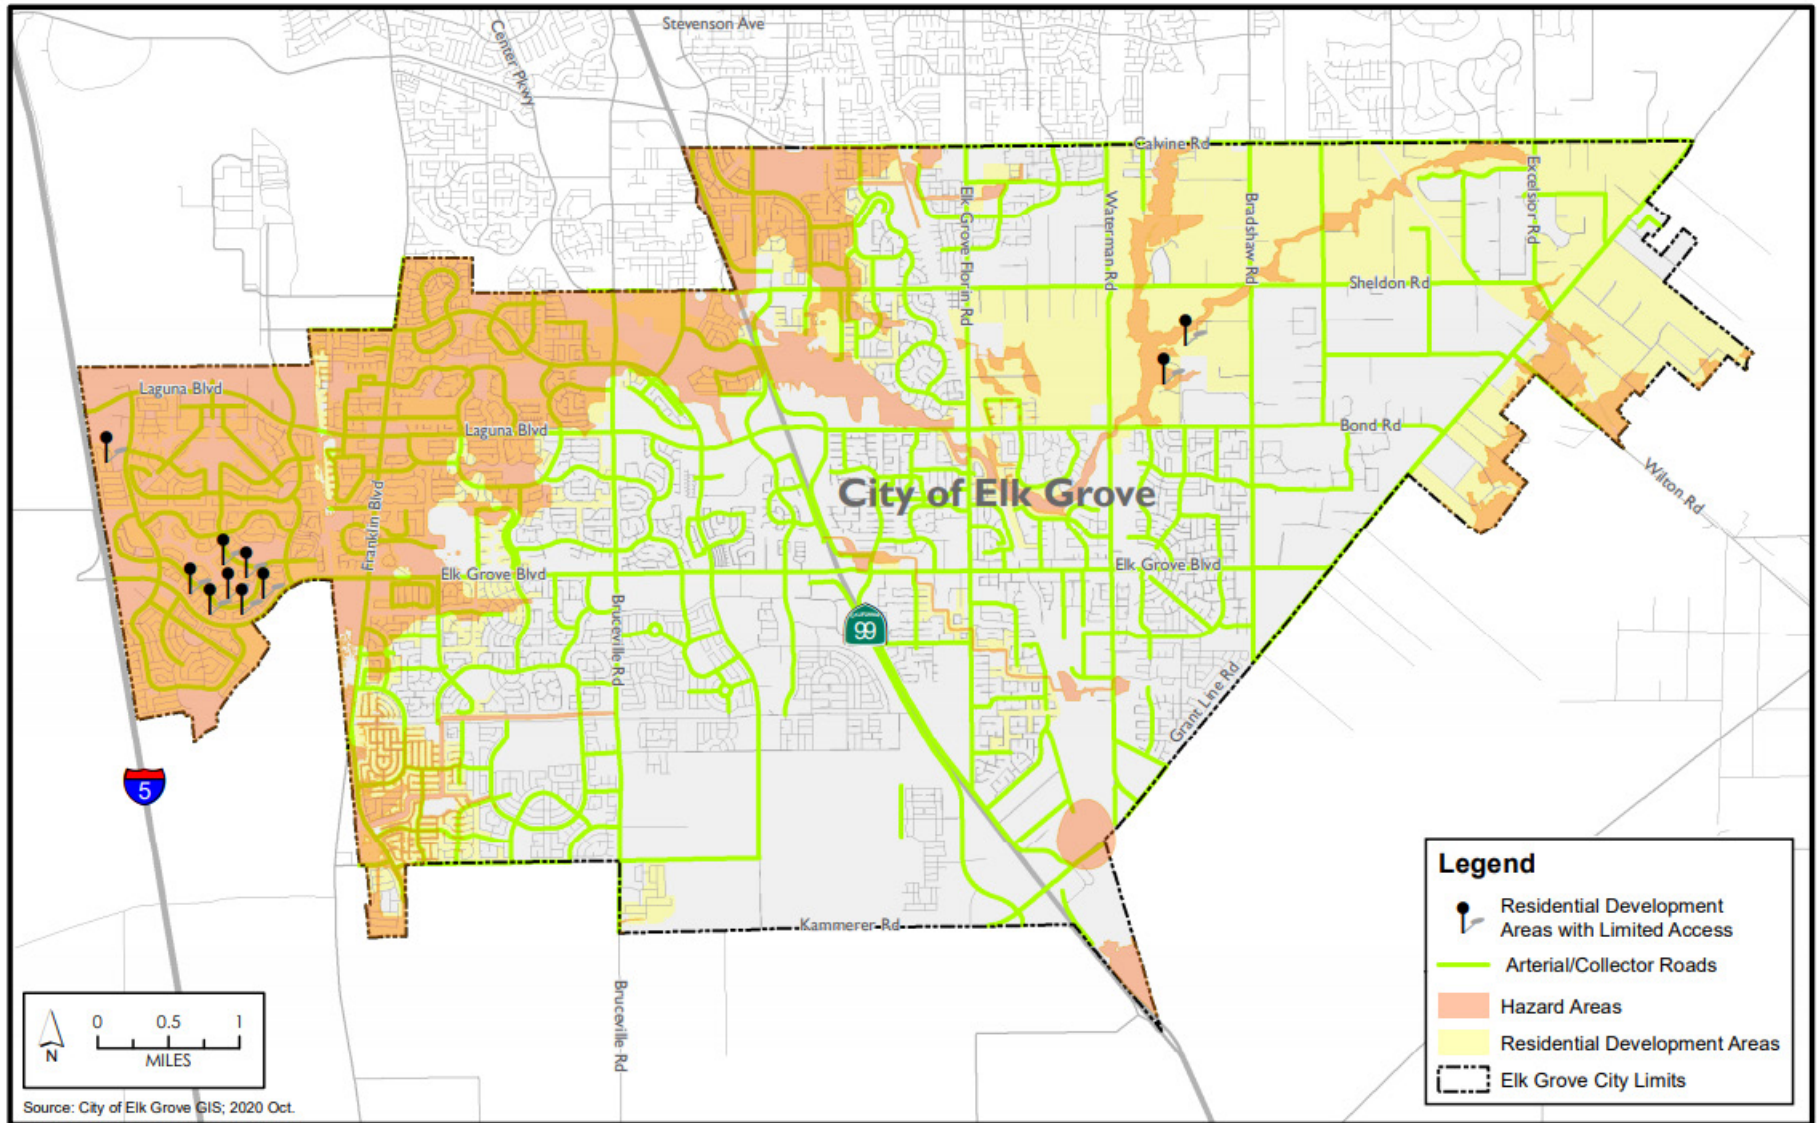 Stevenson Ave
Center Pkwy
Calvine Rd
Elk Grove Florin Rd
Waterman Rd
Bradshaw Rd
Excelsior Rd
Sheldon Rd
Laguna Blvd
Laguna Blvd
Bond Rd
Franklin Blvd
City of Elk Grove
Wilton Rd
Elk Grove Blvd
Elk Grove Blvd
Bruceville Rd
99
Grant Line Rd
5
Kammerer Rd
Bruceville Rd
Legend
Residential Development
Areas with Limited Access
Arterial/Collector Roads
Hazard Areas
Residential Development Areas
Elk Grove City Limits
N
0 0.5 1
MILES
Source: City of Elk Grove GIS; 2020 Oct.